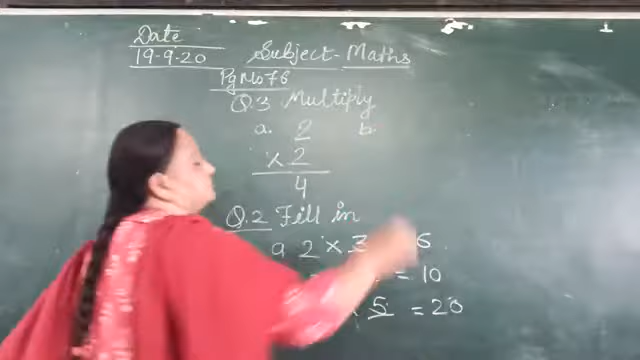 Date
19-9-20
Subject-Maths
Pg No 76
Q.3 Multiply
a. 2 b.
× 2
4
Q.2 Fill in
a 2 × 3 6
= 10
5 = 20